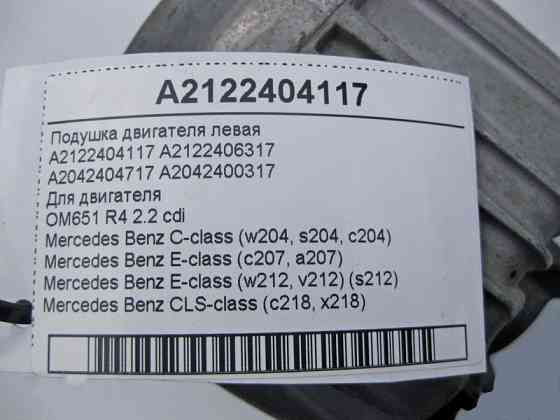 A2122404117
Подушка двигателя левая
A2122404117 A2122406317
A2042404717 A2042400317
Для двигателя
OM651 R4 2.2 cdi
Mercedes Benz C-class (w204, s204, c204)
Mercedes Benz E-class (c207, a207)
Mercedes Benz E-class (w212, v212) (s212)
Mercedes Benz CLS-class (c218, x218)